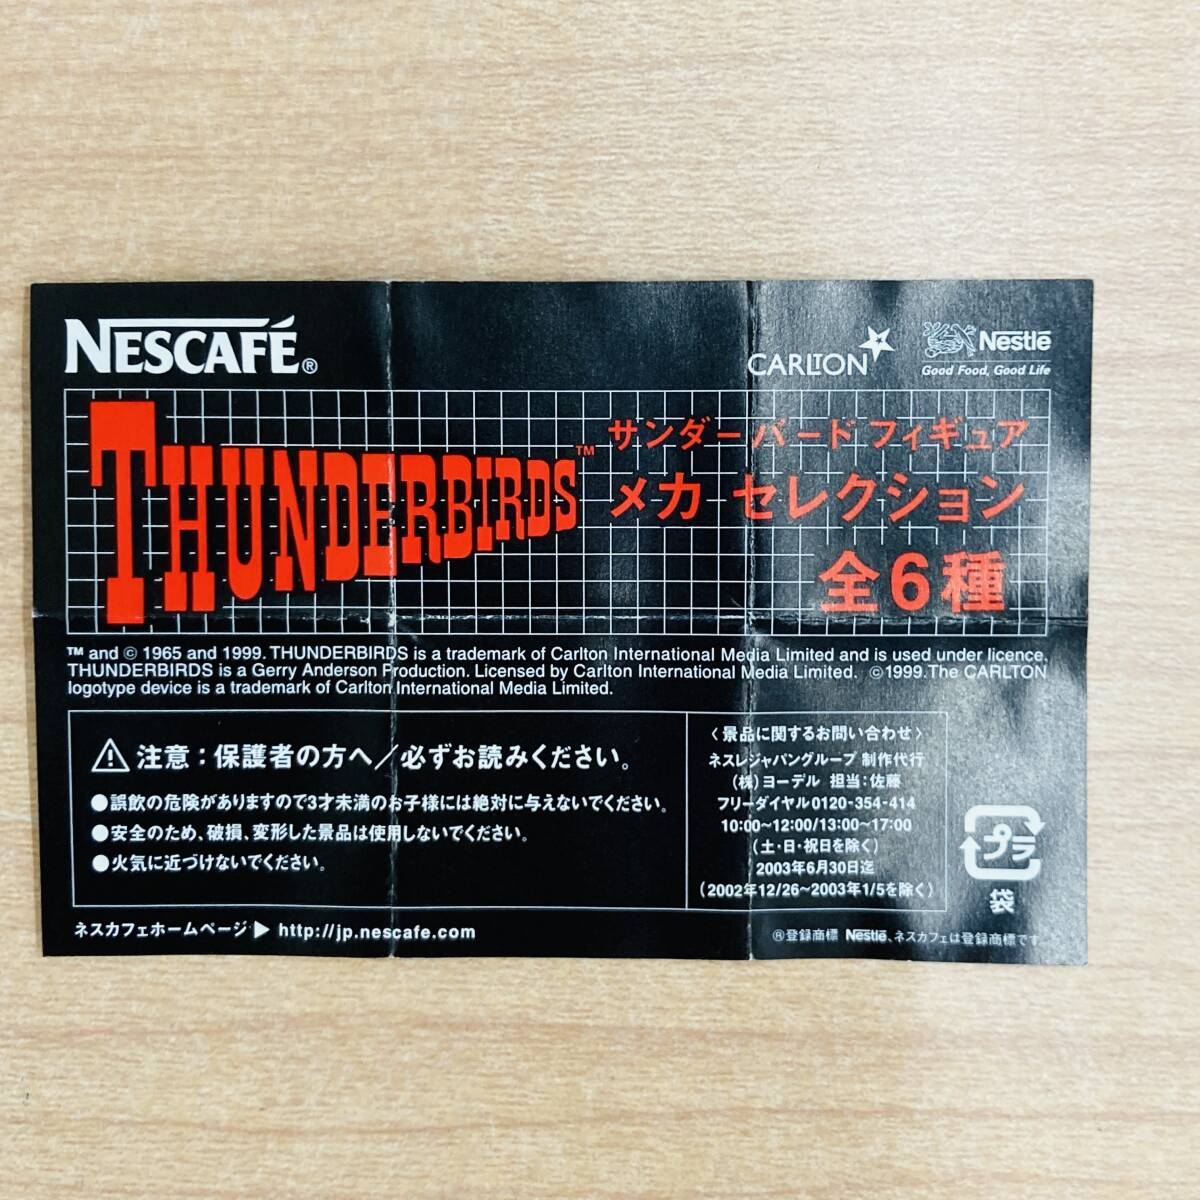 NESCAFÉ®
CARLTON
Nestlé
Good Food, Good Life
THUNDERBIRDS™
サンダーバード フィギュア
メカ セレクション
全6種
™ and © 1965 and 1999. THUNDERBIRDS is a trademark of Carlton International Media Limited and is used under licence.
THUNDERBIRDS is a Gerry Anderson Production. Licensed by Carlton International Media Limited. ©1999. The CARLTON
logotype device is a trademark of Carlton International Media Limited.
注意：保護者の方へ／必ずお読みください。
●誤飲の危険がありますので3才未満のお子様には絶対に与えないでください。
●安全のため、破損、変形した景品は使用しないでください。
●火気に近づけないでください。
〈景品に関するお問い合わせ〉
ネスレジャパングループ 制作代行
(株)ヨーデル 担当:佐藤
フリーダイヤル0120-354-414
10:00~12:00/13:00~17:00
(土・日・祝日を除く)
2003年6月30日迄
(2002年12/26~2003年1/5を除く)
プラ
袋
ネスカフェホームページ▶ http://jp.nescafe.com
®登録商標 Nestlé、ネスカフェは登録商標です